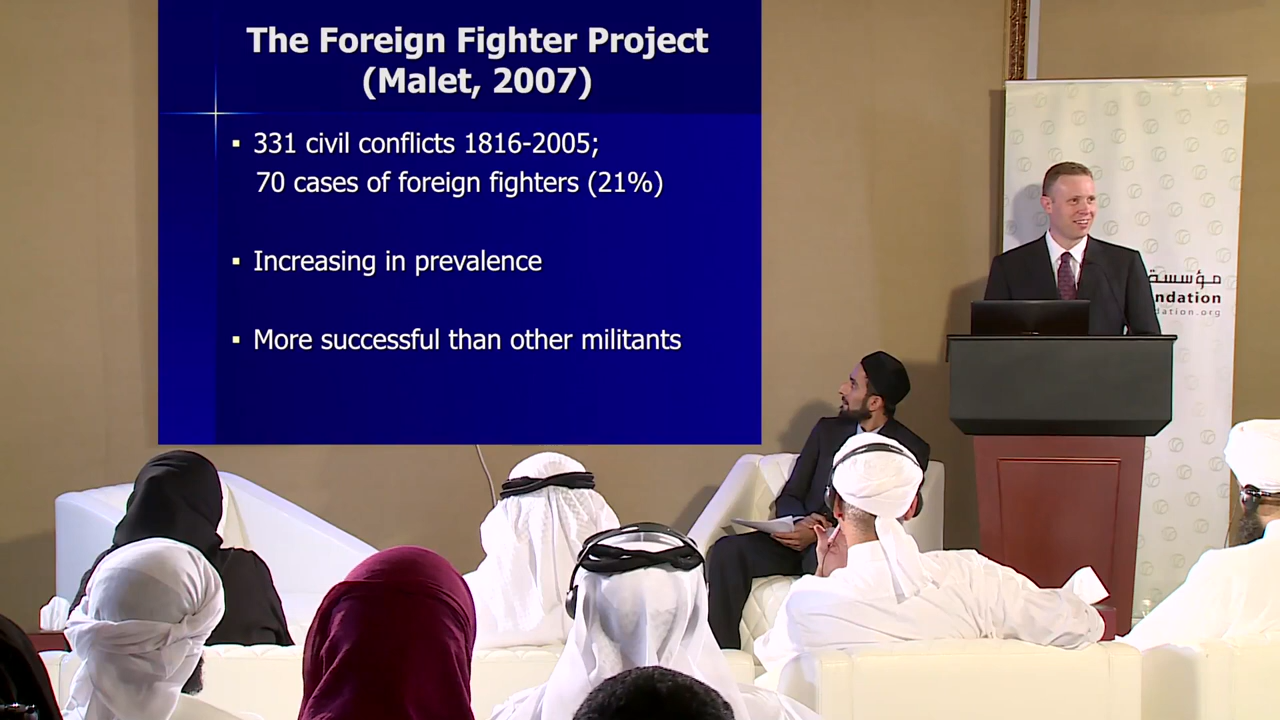 The Foreign Fighter Project
(Malet, 2007)
▪ 331 civil conflicts 1816-2005;
70 cases of foreign fighters (21%)
▪ Increasing in prevalence
▪ More successful than other militants
مؤسسة
ndation
dation.org